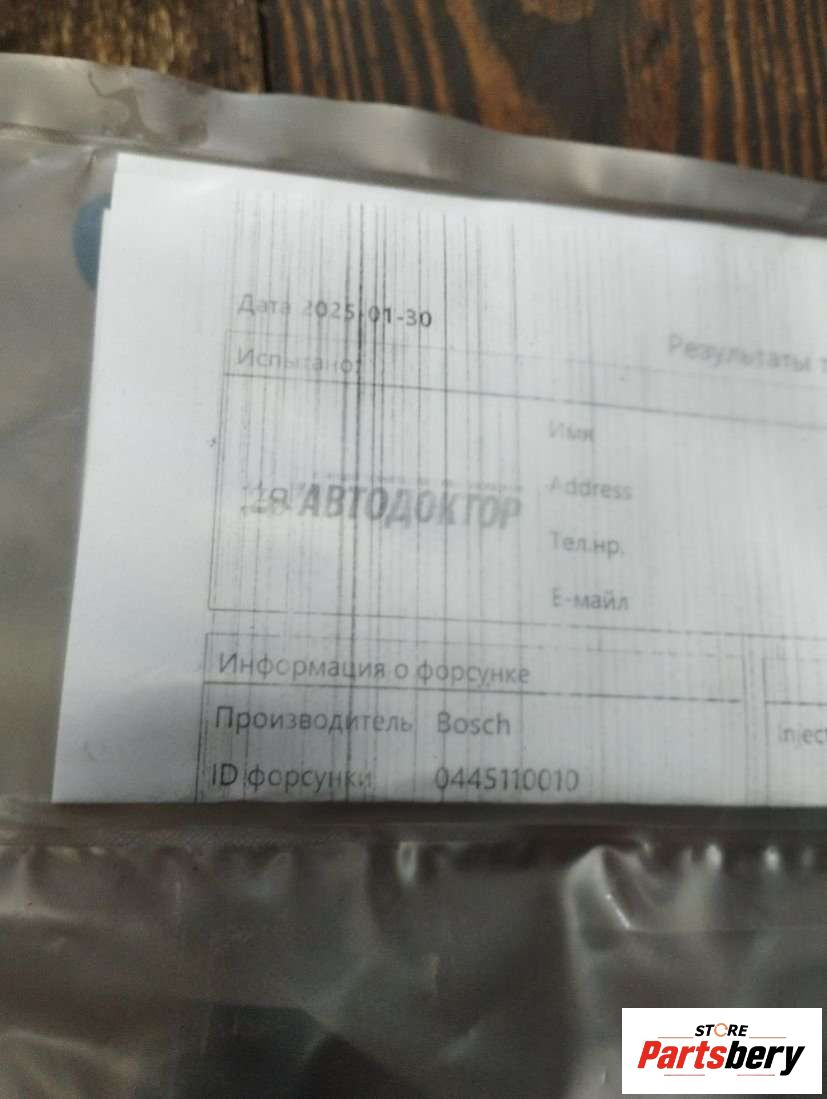 Дата 2025-01-30
Результаты
Испытано:
Имя
Address
АВТОДОКТОР
Тел.нр.
Е-майл
Информация о форсунке
Производитель Bosch
Inject
ID форсунки 0445110010
STORE
Partsbery